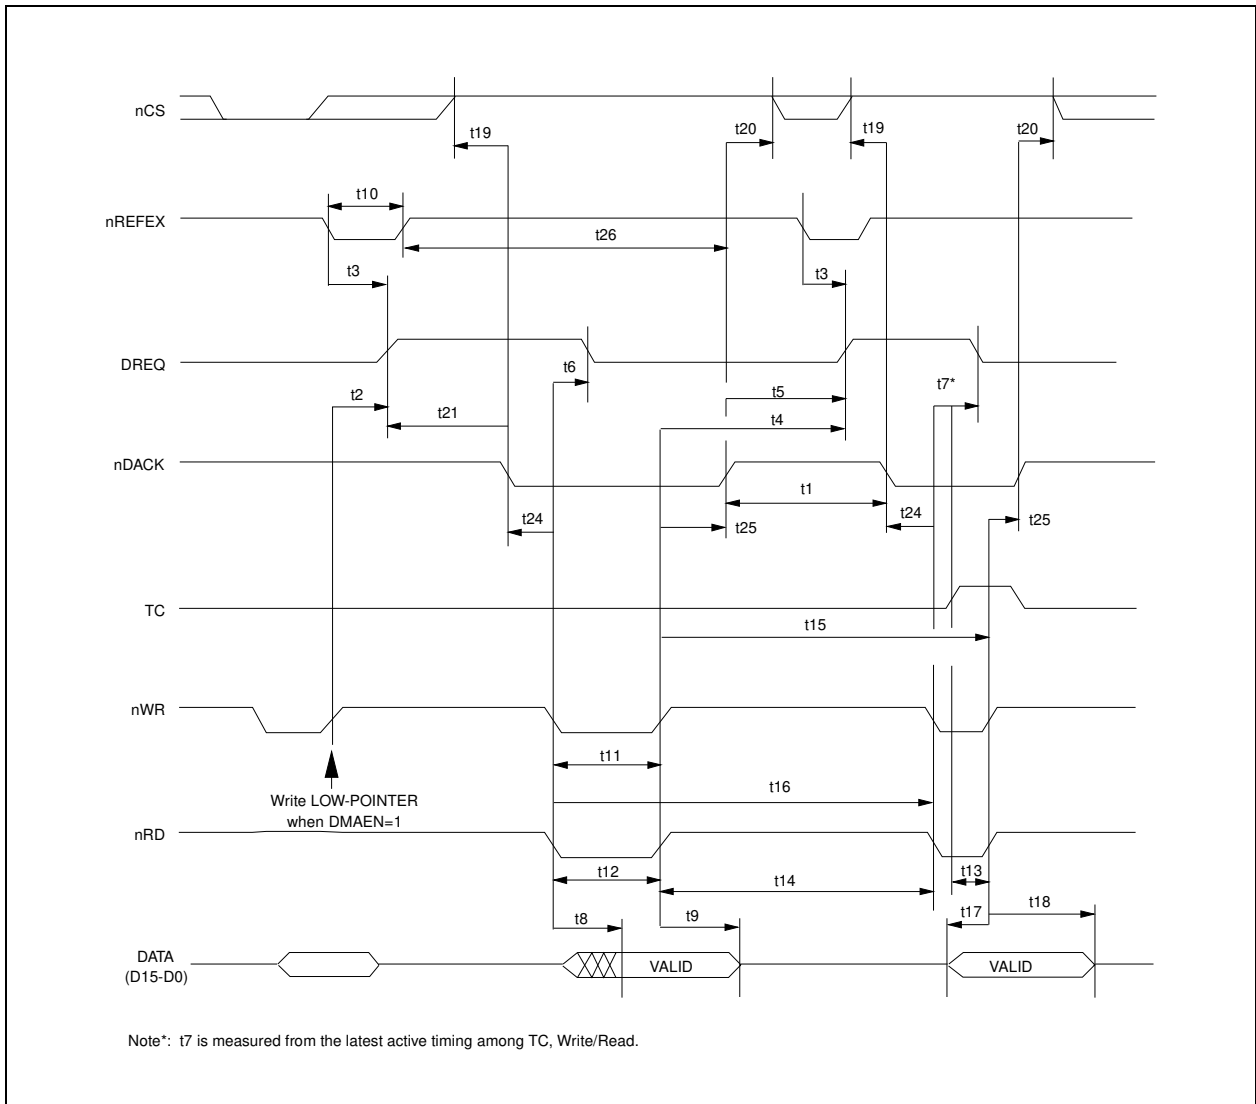 nCS
t19
t20
t19
t20
t10
nREFEX
t26
t3
t3
DREQ
t6
t7*
t2
t5
t21
t4
nDACK
t1
t24
t25
t24
t25
TC
t15
nWR
t11
t16
Write LOW-POINTER
when DMAEN=1
nRD
t12
t14
t13
t8
t9
t17
t18
DATA
(D15-D0)
VALID
VALID
Note*: t7 is measured from the latest active timing among TC, Write/Read.